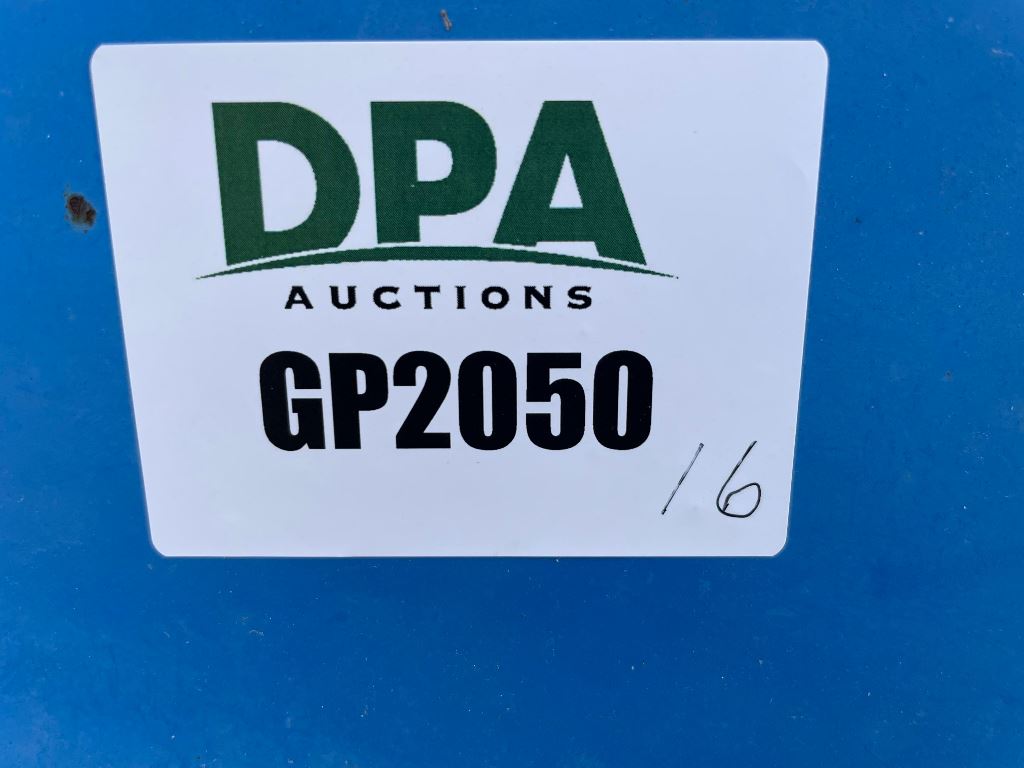 DPA
AUCTIONS
GP2050
16